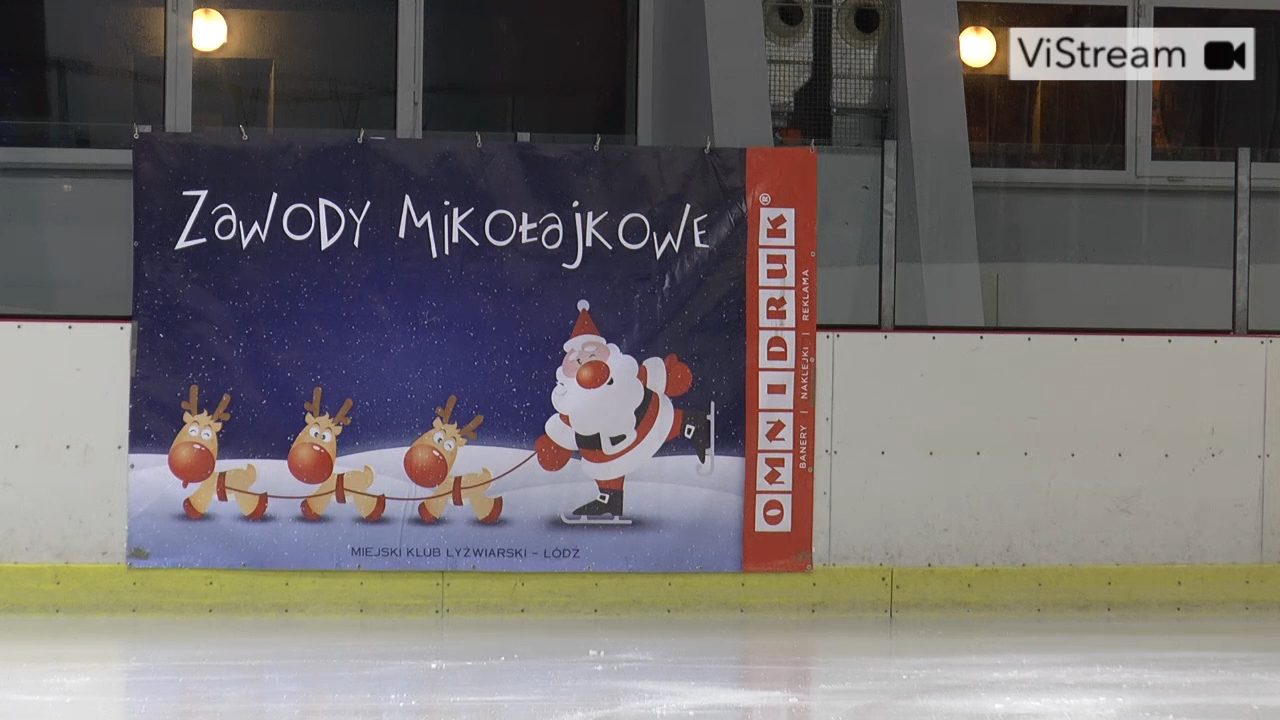 ViStream
Zawody Mikołajkowe
OMNIDRUK®
BANERY | NAKLEJKI | REKLAMA
MIEJSKI KLUB ŁYŻWIARSKI – ŁÓDŹ